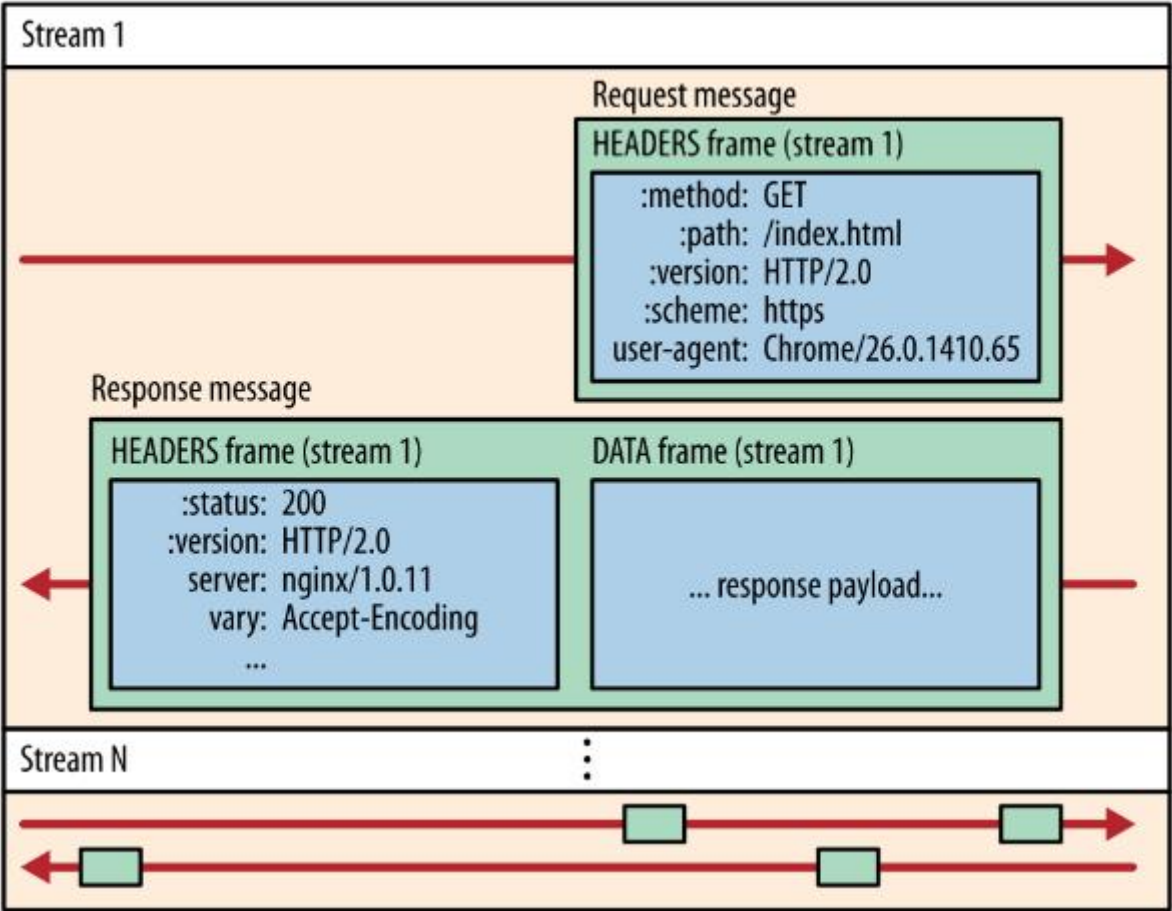 Stream 1
Request message
HEADERS frame (stream 1)
:method: GET
:path: /index.html
:version: HTTP/2.0
:scheme: https
user-agent: Chrome/26.0.1410.65
Response message
HEADERS frame (stream 1)
:status: 200
:version: HTTP/2.0
server: nginx/1.0.11
vary: Accept-Encoding
...
DATA frame (stream 1)
... response payload...
Stream N